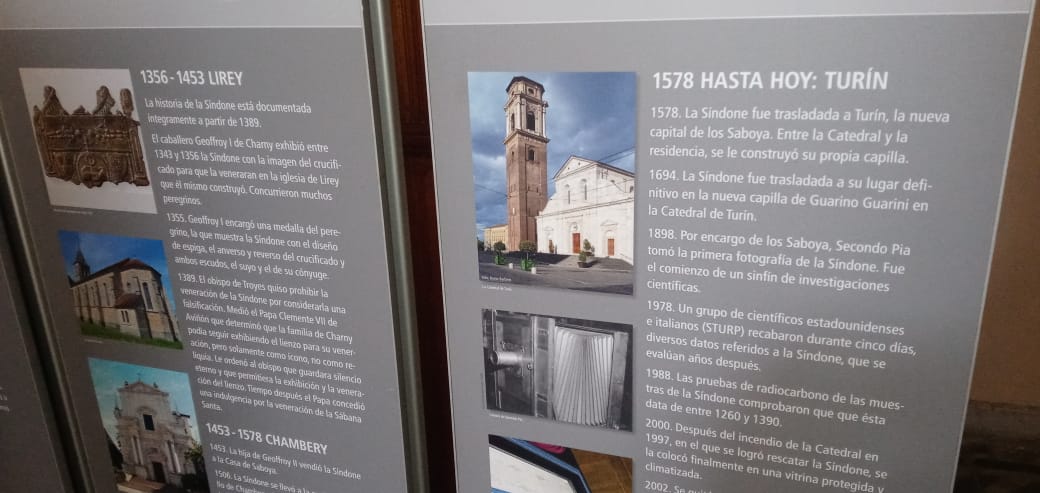 1356 - 1453 LIREY
La historia de la Síndone está documentada
integramente a partir de 1389.
El caballero Geoffroy I de Charny exhibió entre
1343 y 1356 la Síndone con la imagen del crucifi-
cado para que la veneraran en la iglesia de Lirey
que él mismo construyó. Concurrieron muchos
peregrinos.
1355. Geoffroy I encargó una medalla del pere-
grino, la que muestra la Síndone con el diseño
de espiga, el anverso y reverso del crucificado y
ambos escudos, el suyo y el de su cónyuge.
1389. El obispo de Troyes quiso prohibir la
veneración de la Síndone por considerarla una
falsificación. Medió el Papa Clemente VII de
Aviñón que determinó que la familia de Charny
podía seguir exhibiendo el lienzo para su vener-
ación, pero solamente como ícono, no como re-
liquia. Le ordenó al obispo que guardara silencio
eterno y que permitiera la exhibición y la venera-
ción del lienzo. Tiempo después el Papa concedió
una indulgencia por la veneración de la Sábana
Santa.
1453 - 1578 CHAMBERY
1453. La hija de Geoffroy II vendió la Síndone
a la Casa de Saboya.
1506. La Síndone se llevó a la
1578 HASTA HOY: TURÍN
1578. La Síndone fue trasladada a Turín, la nueva
capital de los Saboya. Entre la Catedral y la
residencia, se le construyó su propia capilla.
1694. La Síndone fue trasladada a su lugar defi-
nitivo en la nueva capilla de Guarino Guarini en
la Catedral de Turín.
1898. Por encargo de los Saboya, Secondo Pia
tomó la primera fotografía de la Síndone. Fue
el comienzo de un sinfín de investigaciones
científicas.
1978. Un grupo de científicos estadounidenses
e italianos (STURP) recabaron durante cinco días,
diversos datos referidos a la Síndone, que se
evalúan años después.
1988. Las pruebas de radiocarbono de las mues-
tras de la Síndone comprobaron que que ésta
data de entre 1260 y 1390.
2000. Después del incendio de la Catedral en
1997, en el que se logró rescatar la Síndone, se
la colocó finalmente en una vitrina protegida y
climatizada.
2002. Se